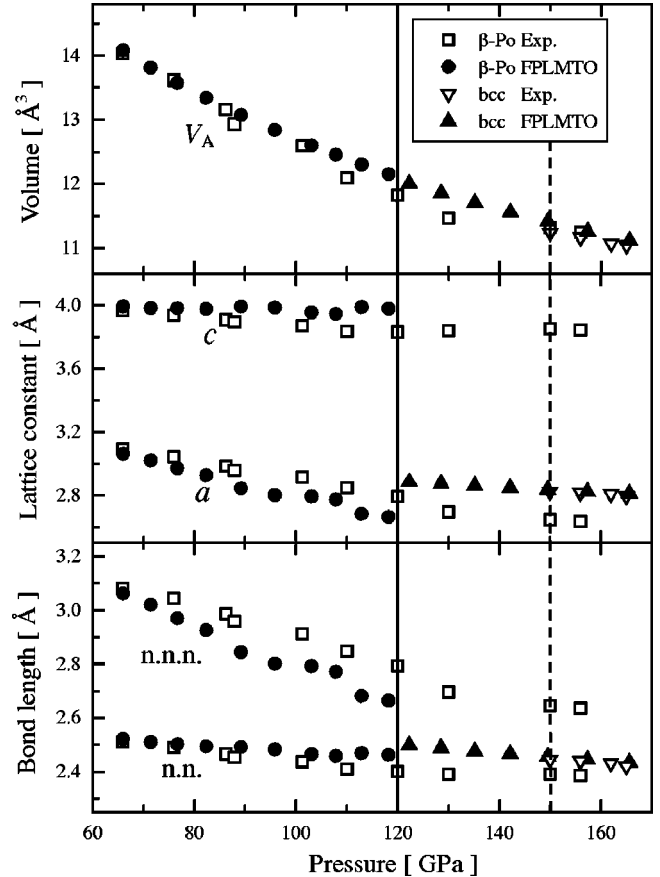 β-Po Exp.
β-Po FPLMTO
bcc Exp.
bcc FPLMTO
Volume [ Å³ ]
14
13
12
11
V_A
Lattice constant [ Å ]
4.0
3.6
3.2
2.8
c
a
Bond length [ Å ]
3.2
3.0
2.8
2.6
2.4
n.n.n.
n.n.
60 80 100 120 140 160
Pressure [ GPa ]